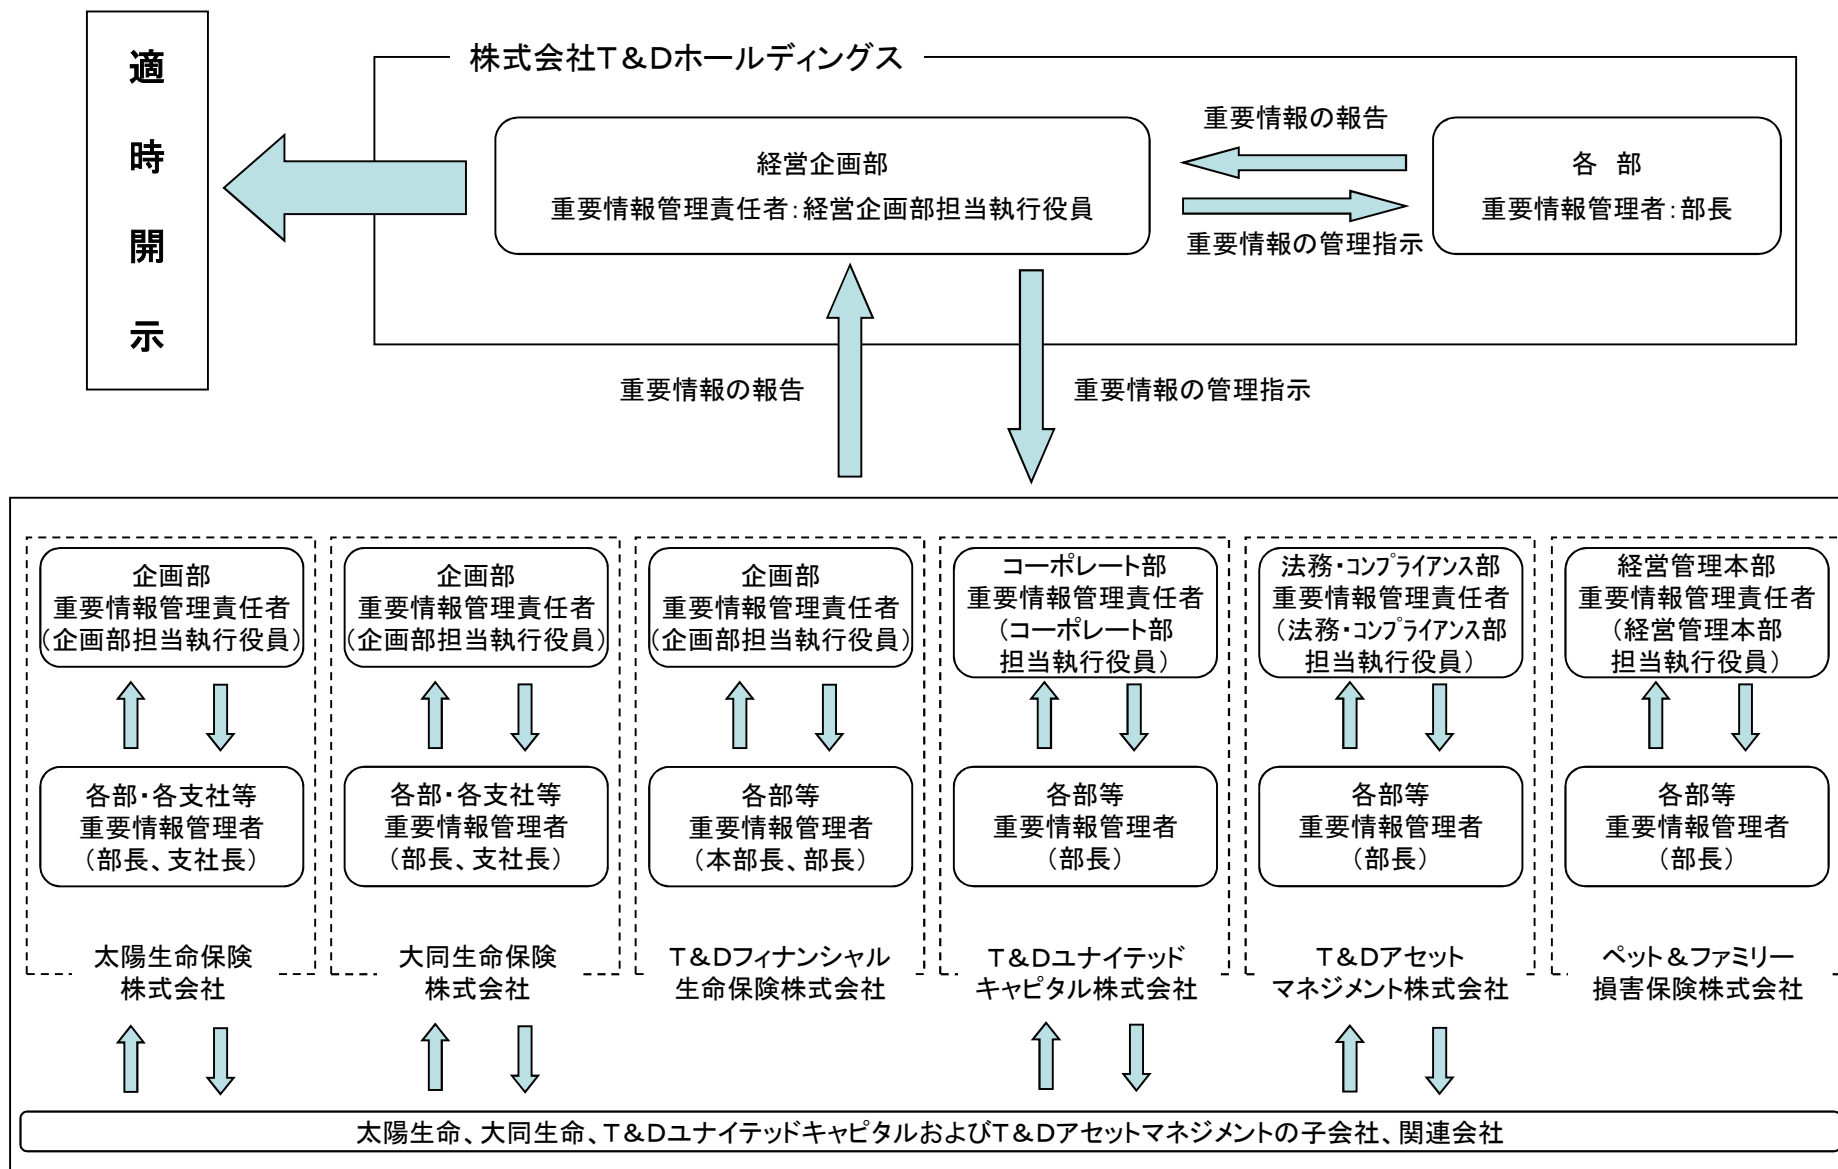 適
時
開
示
株式会社T&Dホールディングス
経営企画部
重要情報管理責任者:経営企画部担当執行役員
重要情報の報告
重要情報の管理指示
各 部
重要情報管理者:部長
重要情報の報告
重要情報の管理指示
企画部
重要情報管理責任者
(企画部担当執行役員)
各部・各支社等
重要情報管理者
(部長、支社長)
太陽生命保険
株式会社
企画部
重要情報管理責任者
(企画部担当執行役員)
各部・各支社等
重要情報管理者
(部長、支社長)
大同生命保険
株式会社
企画部
重要情報管理責任者
(企画部担当執行役員)
各部等
重要情報管理者
(本部長、部長)
T&Dフィナンシャル
生命保険株式会社
コーポレート部
重要情報管理責任者
(コーポレート部
担当執行役員)
各部等
重要情報管理者
(部長)
T&Dユナイテッド
キャピタル株式会社
法務・コンプライアンス部
重要情報管理責任者
(法務・コンプライアンス部
担当執行役員)
各部等
重要情報管理者
(部長)
T&Dアセット
マネジメント株式会社
経営管理本部
重要情報管理責任者
(経営管理本部
担当執行役員)
各部等
重要情報管理者
(部長)
ペット&ファミリー
損害保険株式会社
太陽生命、大同生命、T&DユナイテッドキャピタルおよびT&Dアセットマネジメントの子会社、関連会社